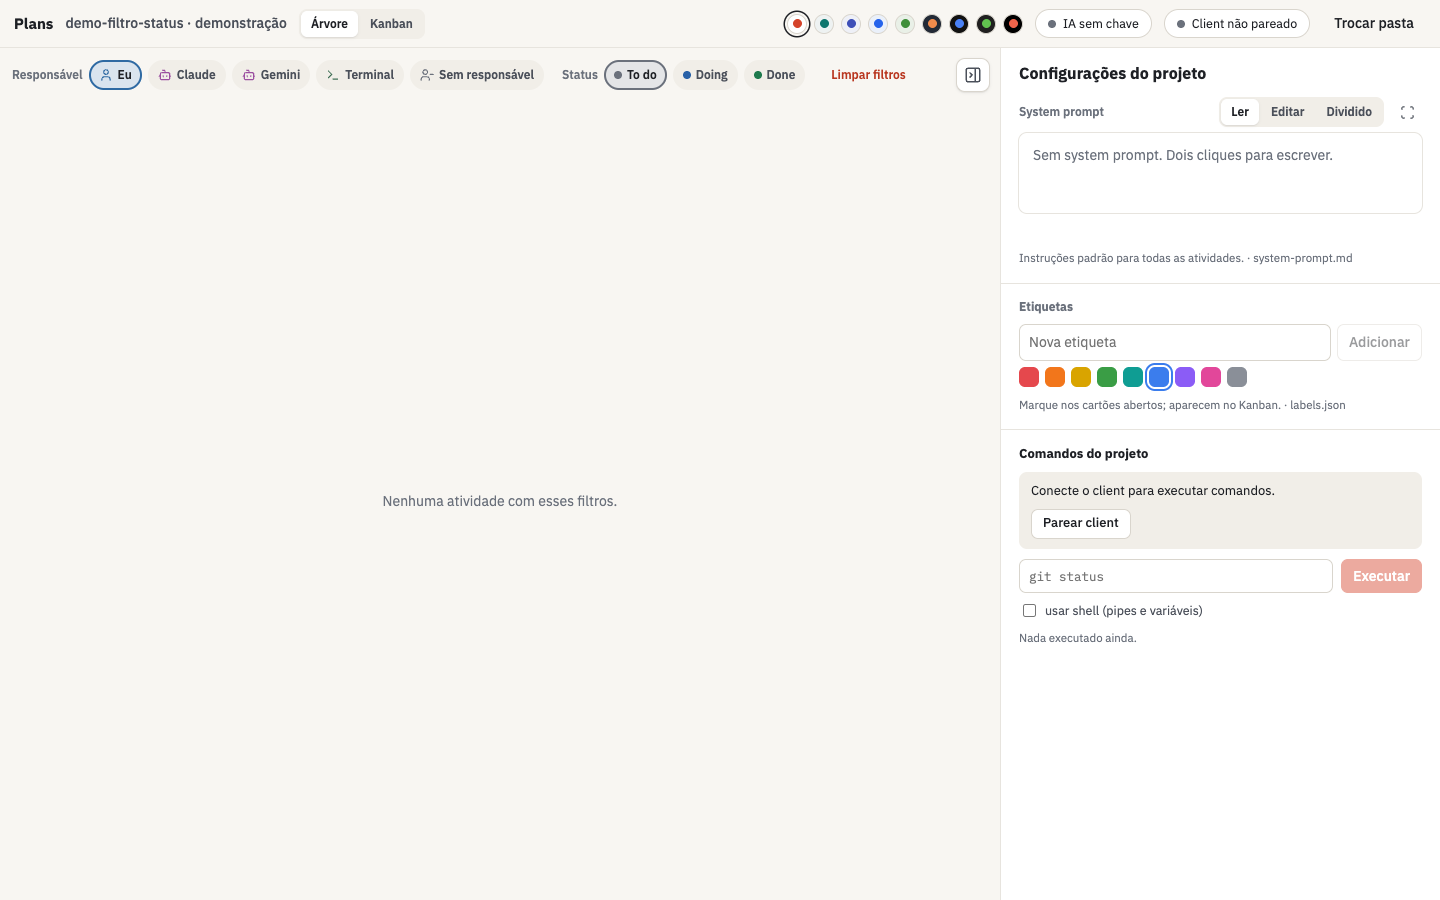 Plans demo-filtro-status · demonstração Árvore Kanban IA sem chave Client não pareado Trocar pasta
Responsável Eu Claude Gemini Terminal Sem responsável Status To do Doing Done Limpar filtros
Nenhuma atividade com esses filtros.
Configurações do projeto
System prompt Ler Editar Dividido
Sem system prompt. Dois cliques para escrever.
Instruções padrão para todas as atividades. · system-prompt.md
Etiquetas
Nova etiqueta Adicionar
Marque nos cartões abertos; aparecem no Kanban. · labels.json
Comandos do projeto
Conecte o client para executar comandos.
Parear client
git status Executar
usar shell (pipes e variáveis)
Nada executado ainda.